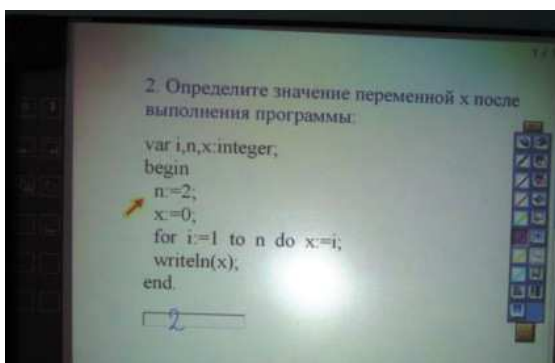 2. Определите значение переменной x после
выполнения программы:
var i,n,x:integer;
begin
n:=2;
x:=0;
for i:=1 to n do x:=i;
writeln(x);
end.
2